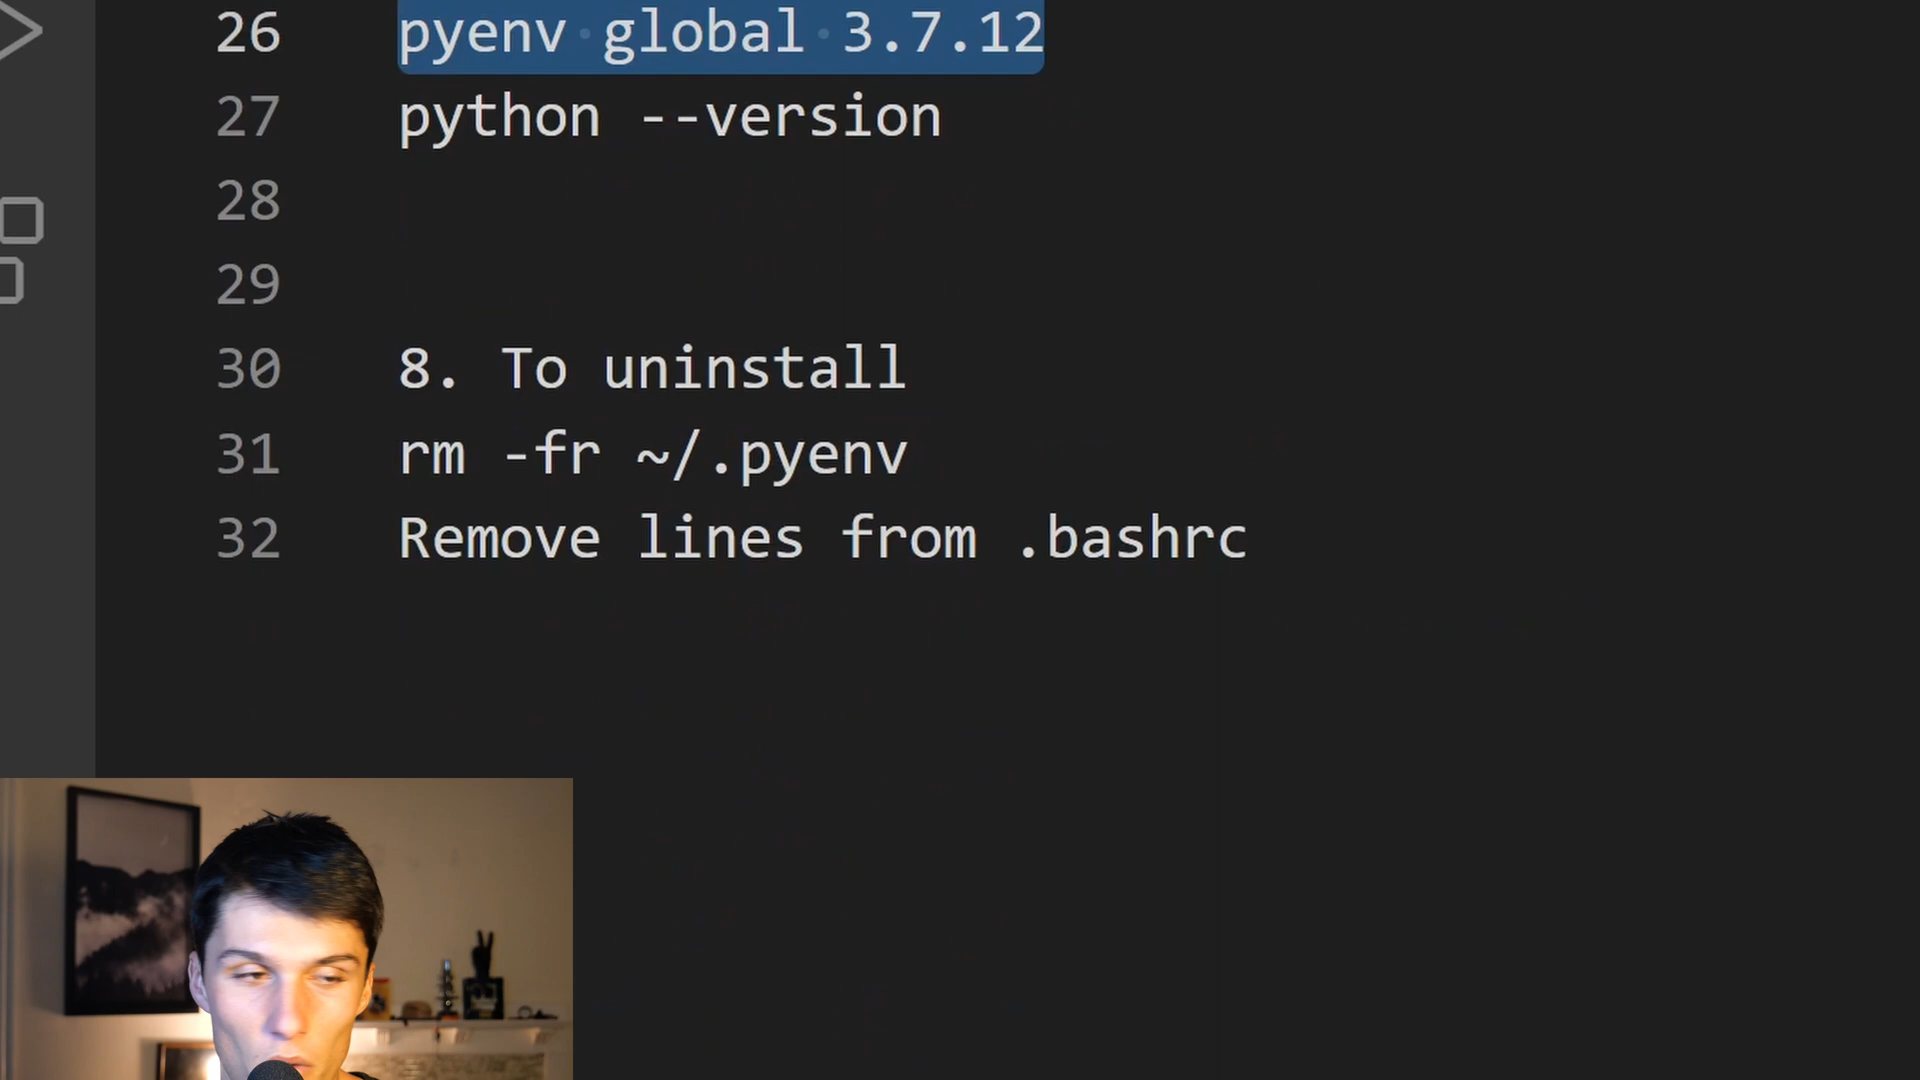 26 pyenv global 3.7.12
27 python --version
28
29
30 8. To uninstall
31 rm -fr ~/.pyenv
32 Remove lines from .bashrc